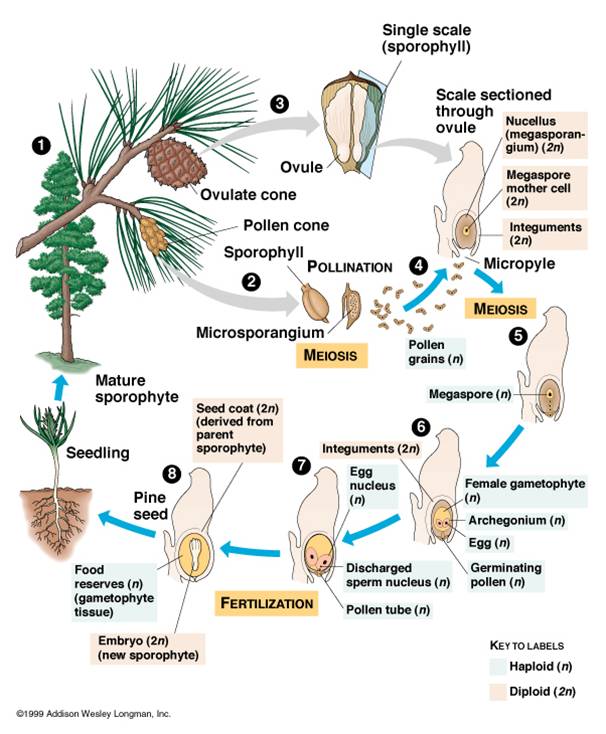 Single scale
(sporophyll)
3
Scale sectioned
through
ovule
Nucellus
(megasporan-
gium) (2n)
1
Ovule
Megaspore
mother cell
(2n)
Ovulate cone
Integuments
(2n)
Pollen cone
Sporophyll
POLLINATION
4
Micropyle
2
MEIOSIS
Microsporangium
MEIOSIS
Pollen
grains (n)
5
Mature
sporophyte
Megaspore (n)
Seed coat (2n)
(derived from
parent
sporophyte)
6
Integuments (2n)
Seedling
8
7
Egg
nucleus
(n)
Female gametophyte
(n)
Pine
seed
Archegonium (n)
Egg (n)
Food
reserves (n)
(gametophyte
tissue)
Discharged
sperm nucleus (n)
Germinating
pollen (n)
FERTILIZATION
Pollen tube (n)
Embryo (2n)
(new sporophyte)
KEY TO LABELS
Haploid (n)
Diploid (2n)
©1999 Addison Wesley Longman, Inc.